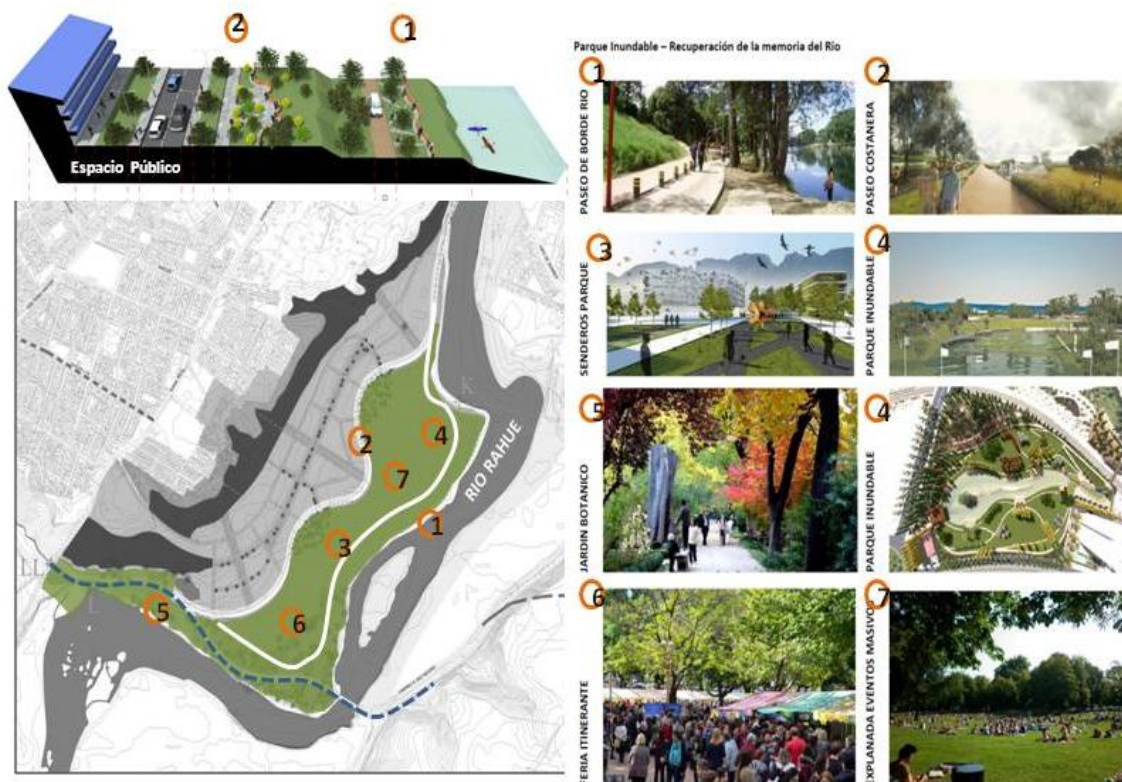 2
1
Espacio Público
Parque Inundable – Recuperación de la memoria del Río
1
PASEO DE BORDE RIO
2
PASEO COSTANERA
3
SENDEROS PARQUE
4
PARQUE INUNDABLE
5
JARDIN BOTANICO
4
PARQUE INUNDABLE
6
FERIA ITINERANTE
7
EXPLANADA EVENTOS MASIVO
K
2
4
7
RIO RAHUE
1
3
LL
L
5
6